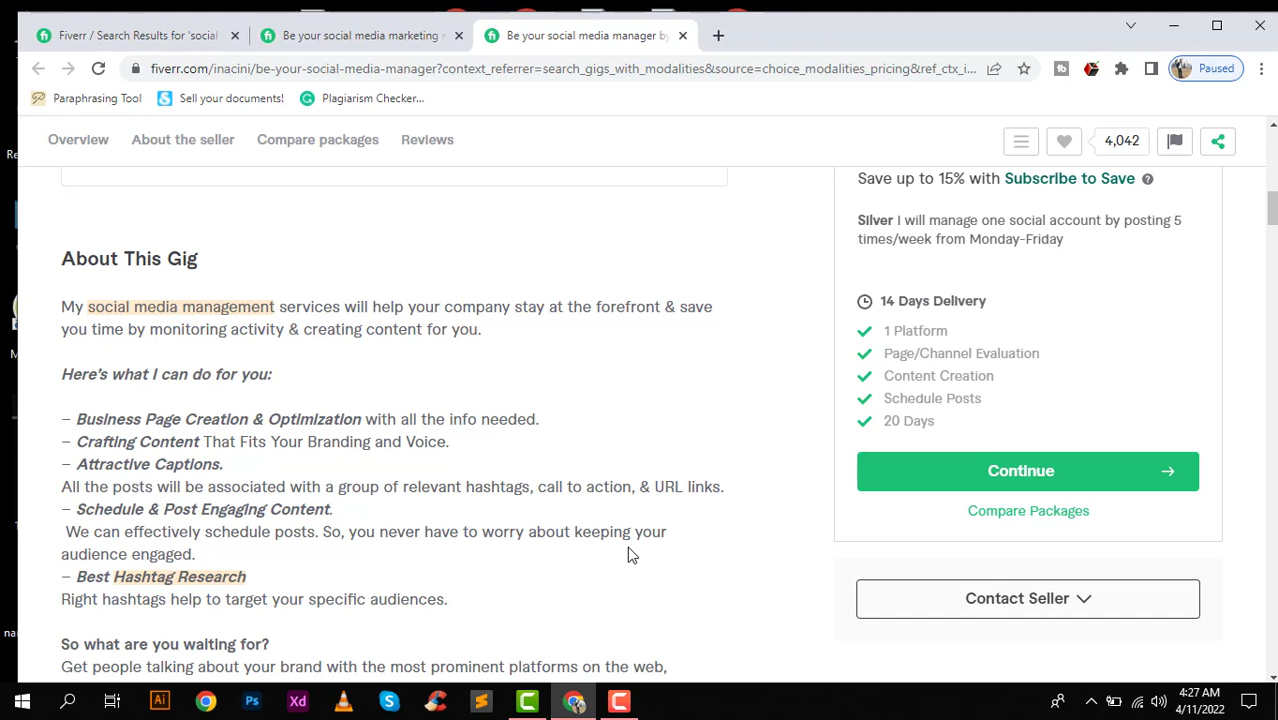 Fiverr / Search Results for 'social
Be your social media marketing
Be your social media manager by
fiverr.com/inacini/be-your-social-media-manager?context_referrer=search_gigs_with_modalities&source=choice_modalities_pricing&ref_ctx_i...
Paused
Paraphrasing Tool
Sell your documents!
Plagiarism Checker...
Overview
About the seller
Compare packages
Reviews
4,042
Save up to 15% with Subscribe to Save
Silver I will manage one social account by posting 5
times/week from Monday-Friday
About This Gig
My social media management services will help your company stay at the forefront & save
you time by monitoring activity & creating content for you.
Here's what I can do for you:
– Business Page Creation & Optimization with all the info needed.
– Crafting Content That Fits Your Branding and Voice.
– Attractive Captions.
All the posts will be associated with a group of relevant hashtags, call to action, & URL links.
– Schedule & Post Engaging Content.
We can effectively schedule posts. So, you never have to worry about keeping your
audience engaged.
– Best Hashtag Research
Right hashtags help to target your specific audiences.
So what are you waiting for?
Get people talking about your brand with the most prominent platforms on the web,
14 Days Delivery
1 Platform
Page/Channel Evaluation
Content Creation
Schedule Posts
20 Days
Continue
Compare Packages
Contact Seller
Re
M
nar
Ai
Ps
Xd
4:27 AM
4/11/2022